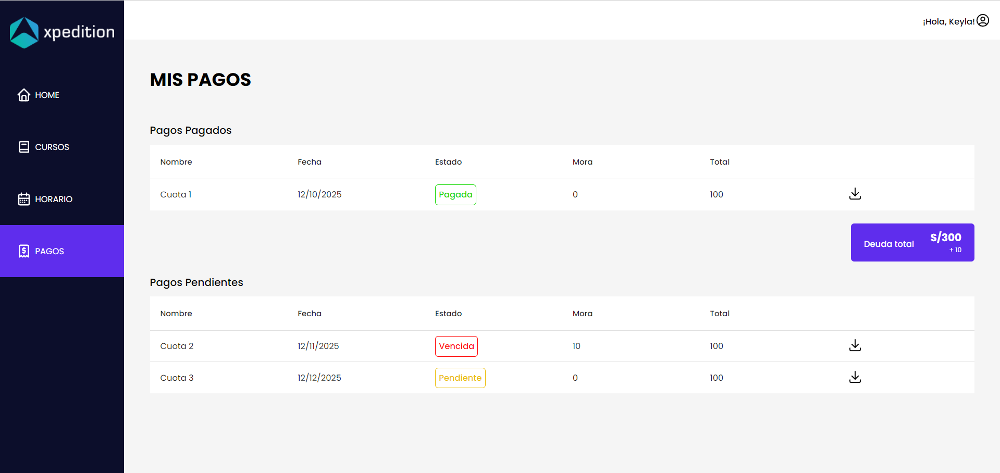 xpedition
¡Hola, Keyla!
HOME
CURSOS
HORARIO
PAGOS
MIS PAGOS
Pagos Pagados
Nombre Fecha Estado Mora Total
Cuota 1 12/10/2025 Pagada 0 100
Deuda total S/300
+ 10
Pagos Pendientes
Nombre Fecha Estado Mora Total
Cuota 2 12/11/2025 Vencida 10 100
Cuota 3 12/12/2025 Pendiente 0 100